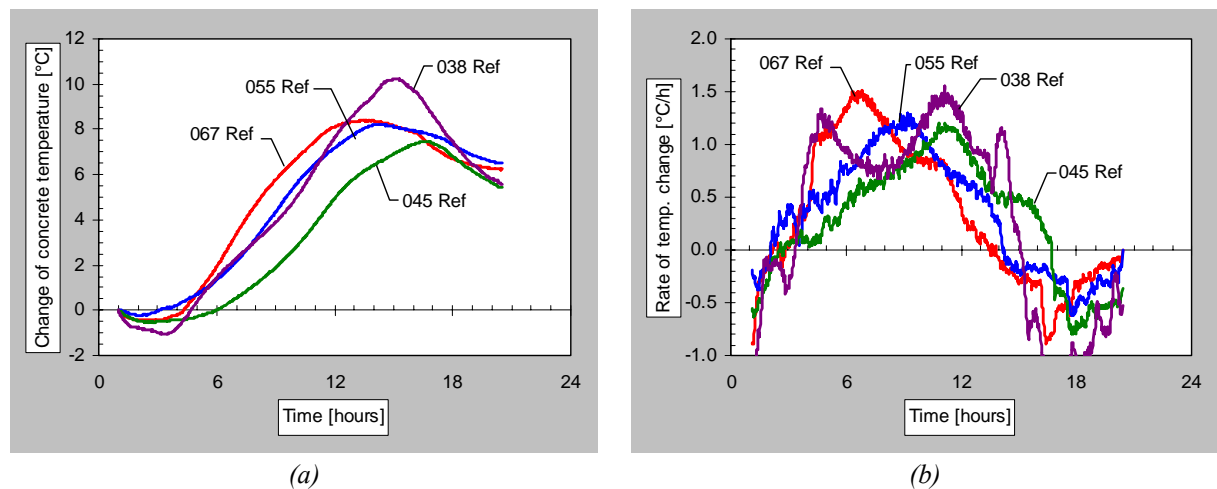 Change of concrete temperature [°C]
12
10
8
6
4
2
0
-2
038 Ref
055 Ref
067 Ref
045 Ref
0
6
12
18
24
Time [hours]
(a)
Rate of temp. change [°C/h]
2.0
1.5
1.0
0.5
0.0
-0.5
-1.0
067 Ref
055 Ref
038 Ref
045 Ref
0
6
12
18
24
Time [hours]
(b)